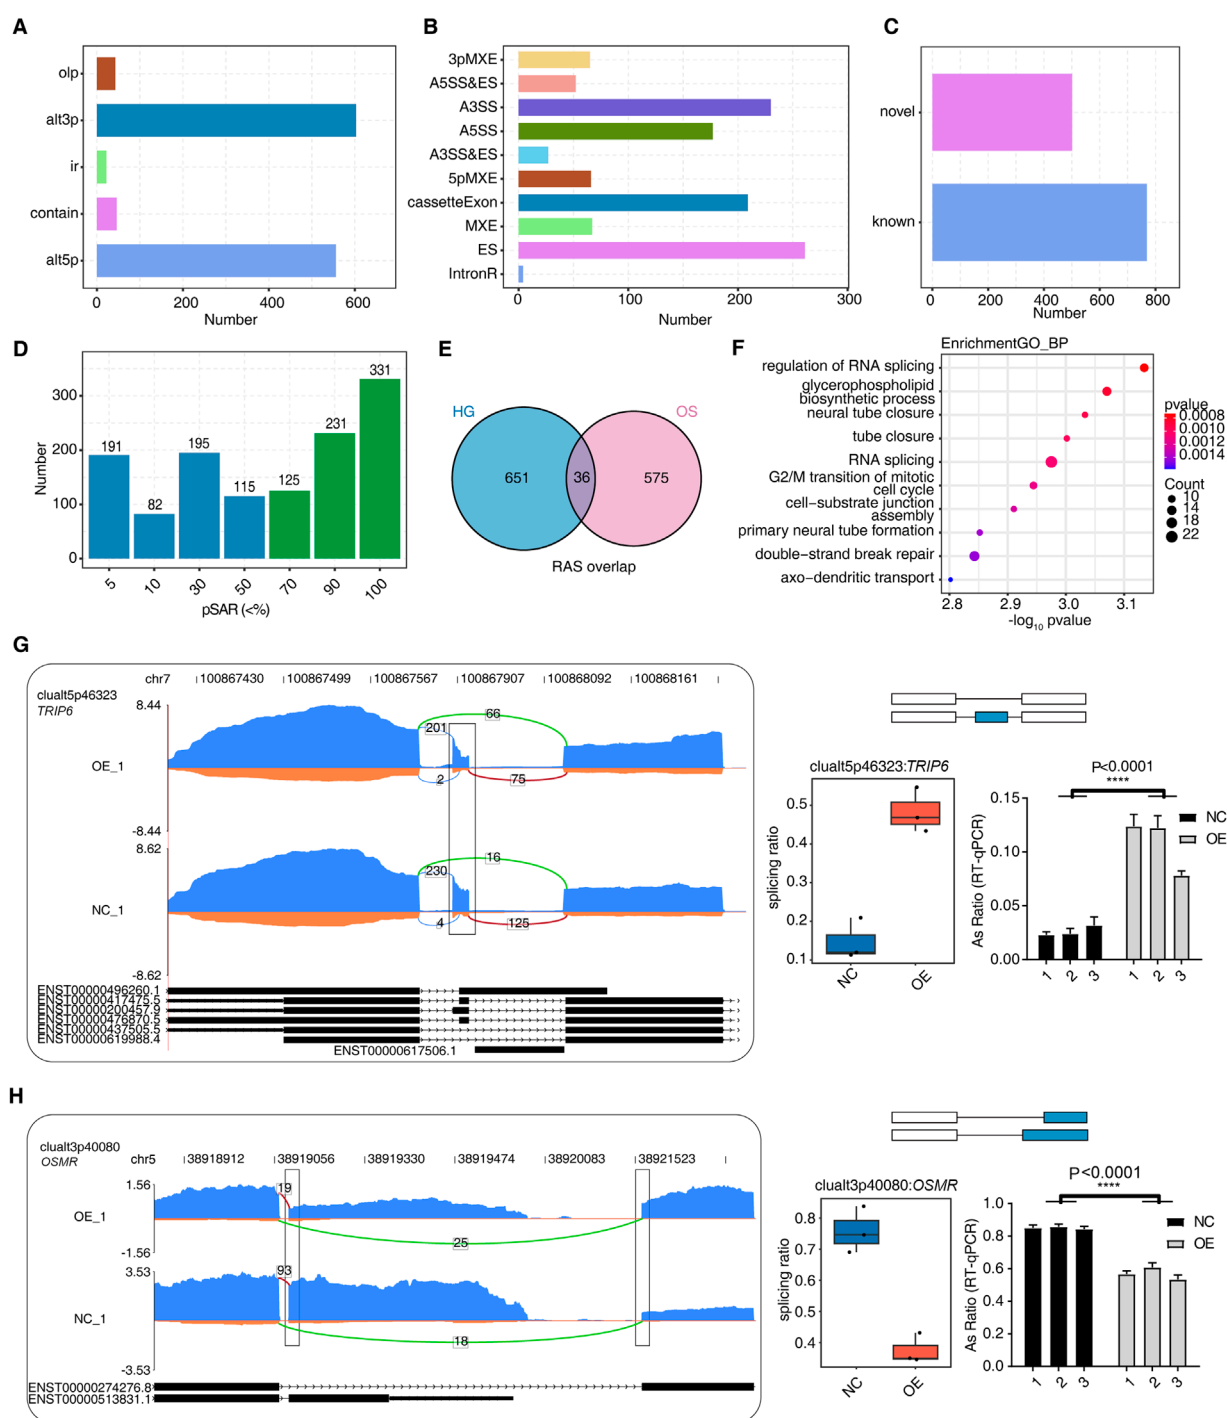 A
olp
alt3p
ir
contain
alt5p
0
200
400
600
Number
B
3pMXE
A5SS&ES
A3SS
A5SS
A3SS&ES
5pMXE
cassetteExon
MXE
ES
IntronR
0
100
200
300
Number
C
novel
known
0
200
400
600
800
Number
D
Number
300
200
100
0
191
82
195
115
125
231
331
5
10
30
50
70
90
100
pSAR (<%)
E
HG
OS
651
36
575
RAS overlap
F
EnrichmentGO_BP
regulation of RNA splicing
glycerophospholipid
biosynthetic process
neural tube closure
tube closure
RNA splicing
G2/M transition of mitotic
cell cycle
cell−substrate junction
assembly
primary neural tube formation
double−strand break repair
axo−dendritic transport
2.8
2.9
3.0
3.1
-log10 pvalue
pvalue
0.0008
0.0010
0.0012
0.0014
Count
10
14
18
22
G
chr7
100867430
100867499
100867567
100867907
100868092
100868161
clualt5p46323
TRIP6
8.44
OE_1
-8.44
201
66
2
75
8.62
NC_1
-8.62
230
16
4
125
ENST00000496260.1
ENST00000417475.5
ENST00000200457.9
ENST00000476870.5
ENST00000437505.5
ENST00000619988.4
ENST00000617506.1
clualt5p46323:TRIP6
splicing ratio
0.5
0.4
0.3
0.2
0.1
NC
OE
P<0.0001
****
As Ratio (RT-qPCR)
0.15
0.10
0.05
0.00
1
2
3
1
2
3
NC
OE
H
clualt3p40080
OSMR
chr5
38918912
38919056
38919330
38919474
38920083
38921523
1.56
OE_1
-1.56
19
25
3.53
NC_1
-3.53
93
18
ENST00000274276.8
ENST00000513831.1
clualt3p40080:OSMR
splicing ratio
0.8
0.7
0.6
0.5
0.4
NC
OE
P<0.0001
****
As Ratio (RT-qPCR)
1.0
0.8
0.6
0.4
0.2
0.0
1
2
3
1
2
3
NC
OE